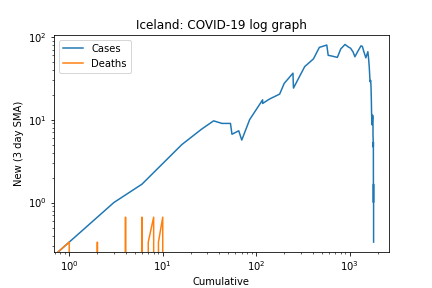 Iceland: COVID-19 log graph
Cases
Deaths
New (3 day SMA)
10²
10¹
10⁰
10⁰ 10¹ 10² 10³
Cumulative